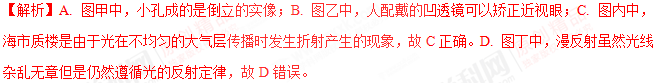 【解析】A. 图甲中，小孔成的是倒立的实像；B. 图乙中，人配戴的凹透镜可以矫正近视眼；C. 图内中，
海市质楼是由于光在不均匀的大气层传播时发生折射产生的现象，故 C 正确。D. 图丁中，漫反射虽然光线
杂乱无章但是仍然遵循光的反射定律，故 D 错误。